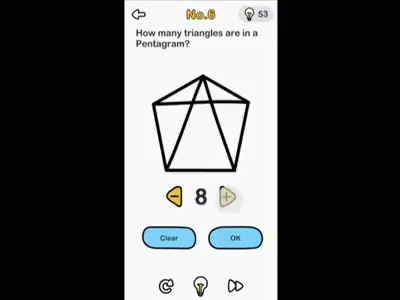 No.6
53
How many triangles are in a
Pentagram?
8
Clear
OK